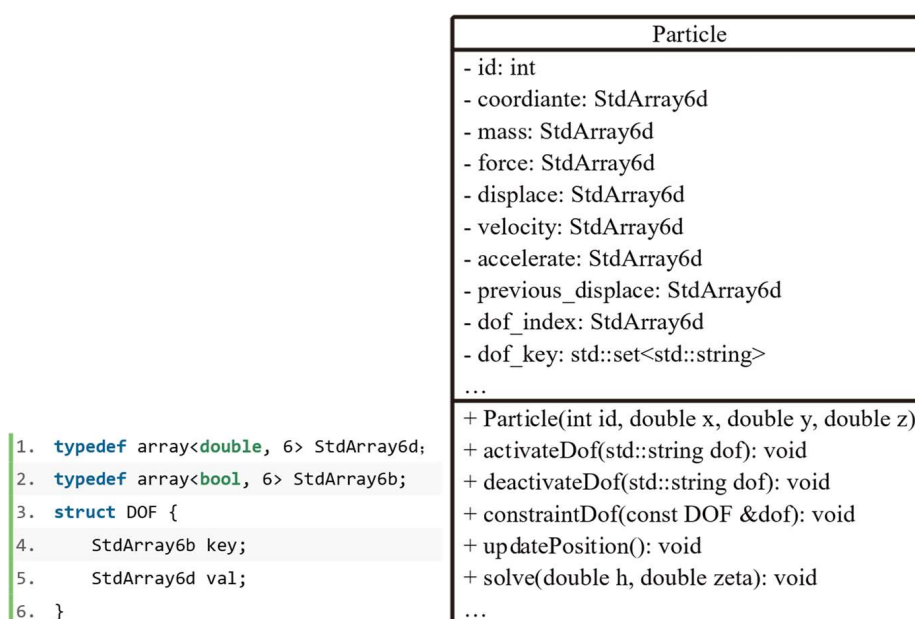 Particle
- id: int
- coordiante: StdArray6d
- mass: StdArray6d
- force: StdArray6d
- displace: StdArray6d
- velocity: StdArray6d
- accelerate: StdArray6d
- previous_displace: StdArray6d
- dof_index: StdArray6d
- dof_key: std::set<std::string>
...
+ Particle(int id, double x, double y, double z)
+ activateDof(std::string dof): void
+ deactivateDof(std::string dof): void
+ constraintDof(const DOF &dof): void
+ updatePosition(): void
+ solve(double h, double zeta): void
...
1. typedef array<double, 6> StdArray6d;
2. typedef array<bool, 6> StdArray6b;
3. struct DOF {
4. StdArray6b key;
5. StdArray6d val;
6. }